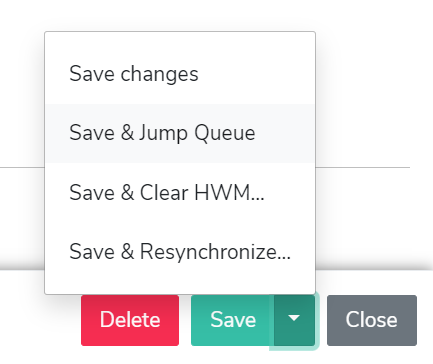 Save changes
Save & Jump Queue
Save & Clear HWM...
Save & Resynchronize...
Delete Save Close